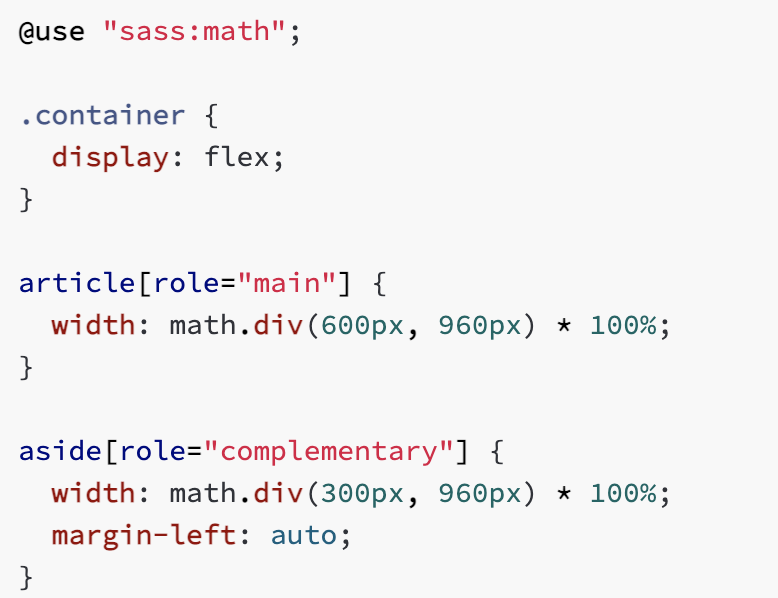 @use "sass:math";

.container {
  display: flex;
}

article[role="main"] {
  width: math.div(600px, 960px) * 100%;
}

aside[role="complementary"] {
  width: math.div(300px, 960px) * 100%;
  margin-left: auto;
}